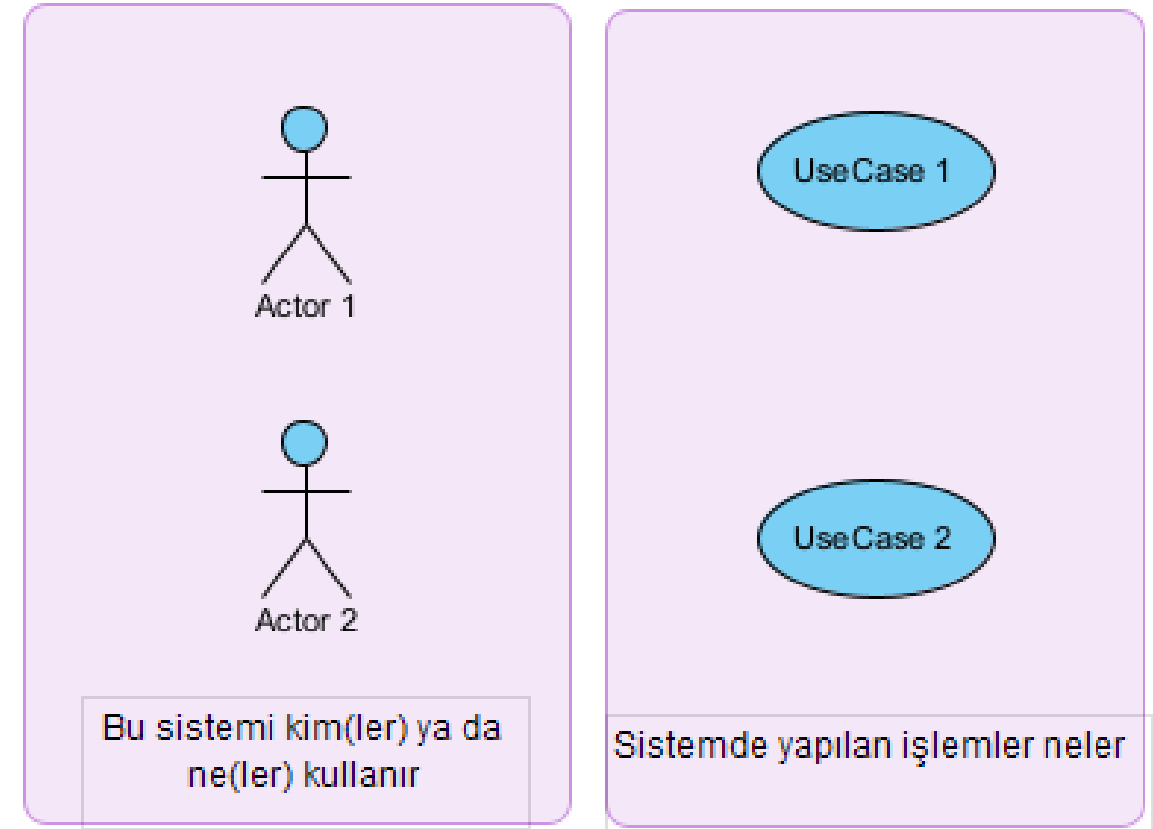 Actor 1
Actor 2
Bu sistemi kim(ler) ya da
ne(ler) kullanır
UseCase 1
UseCase 2
Sistemde yapılan işlemler neler